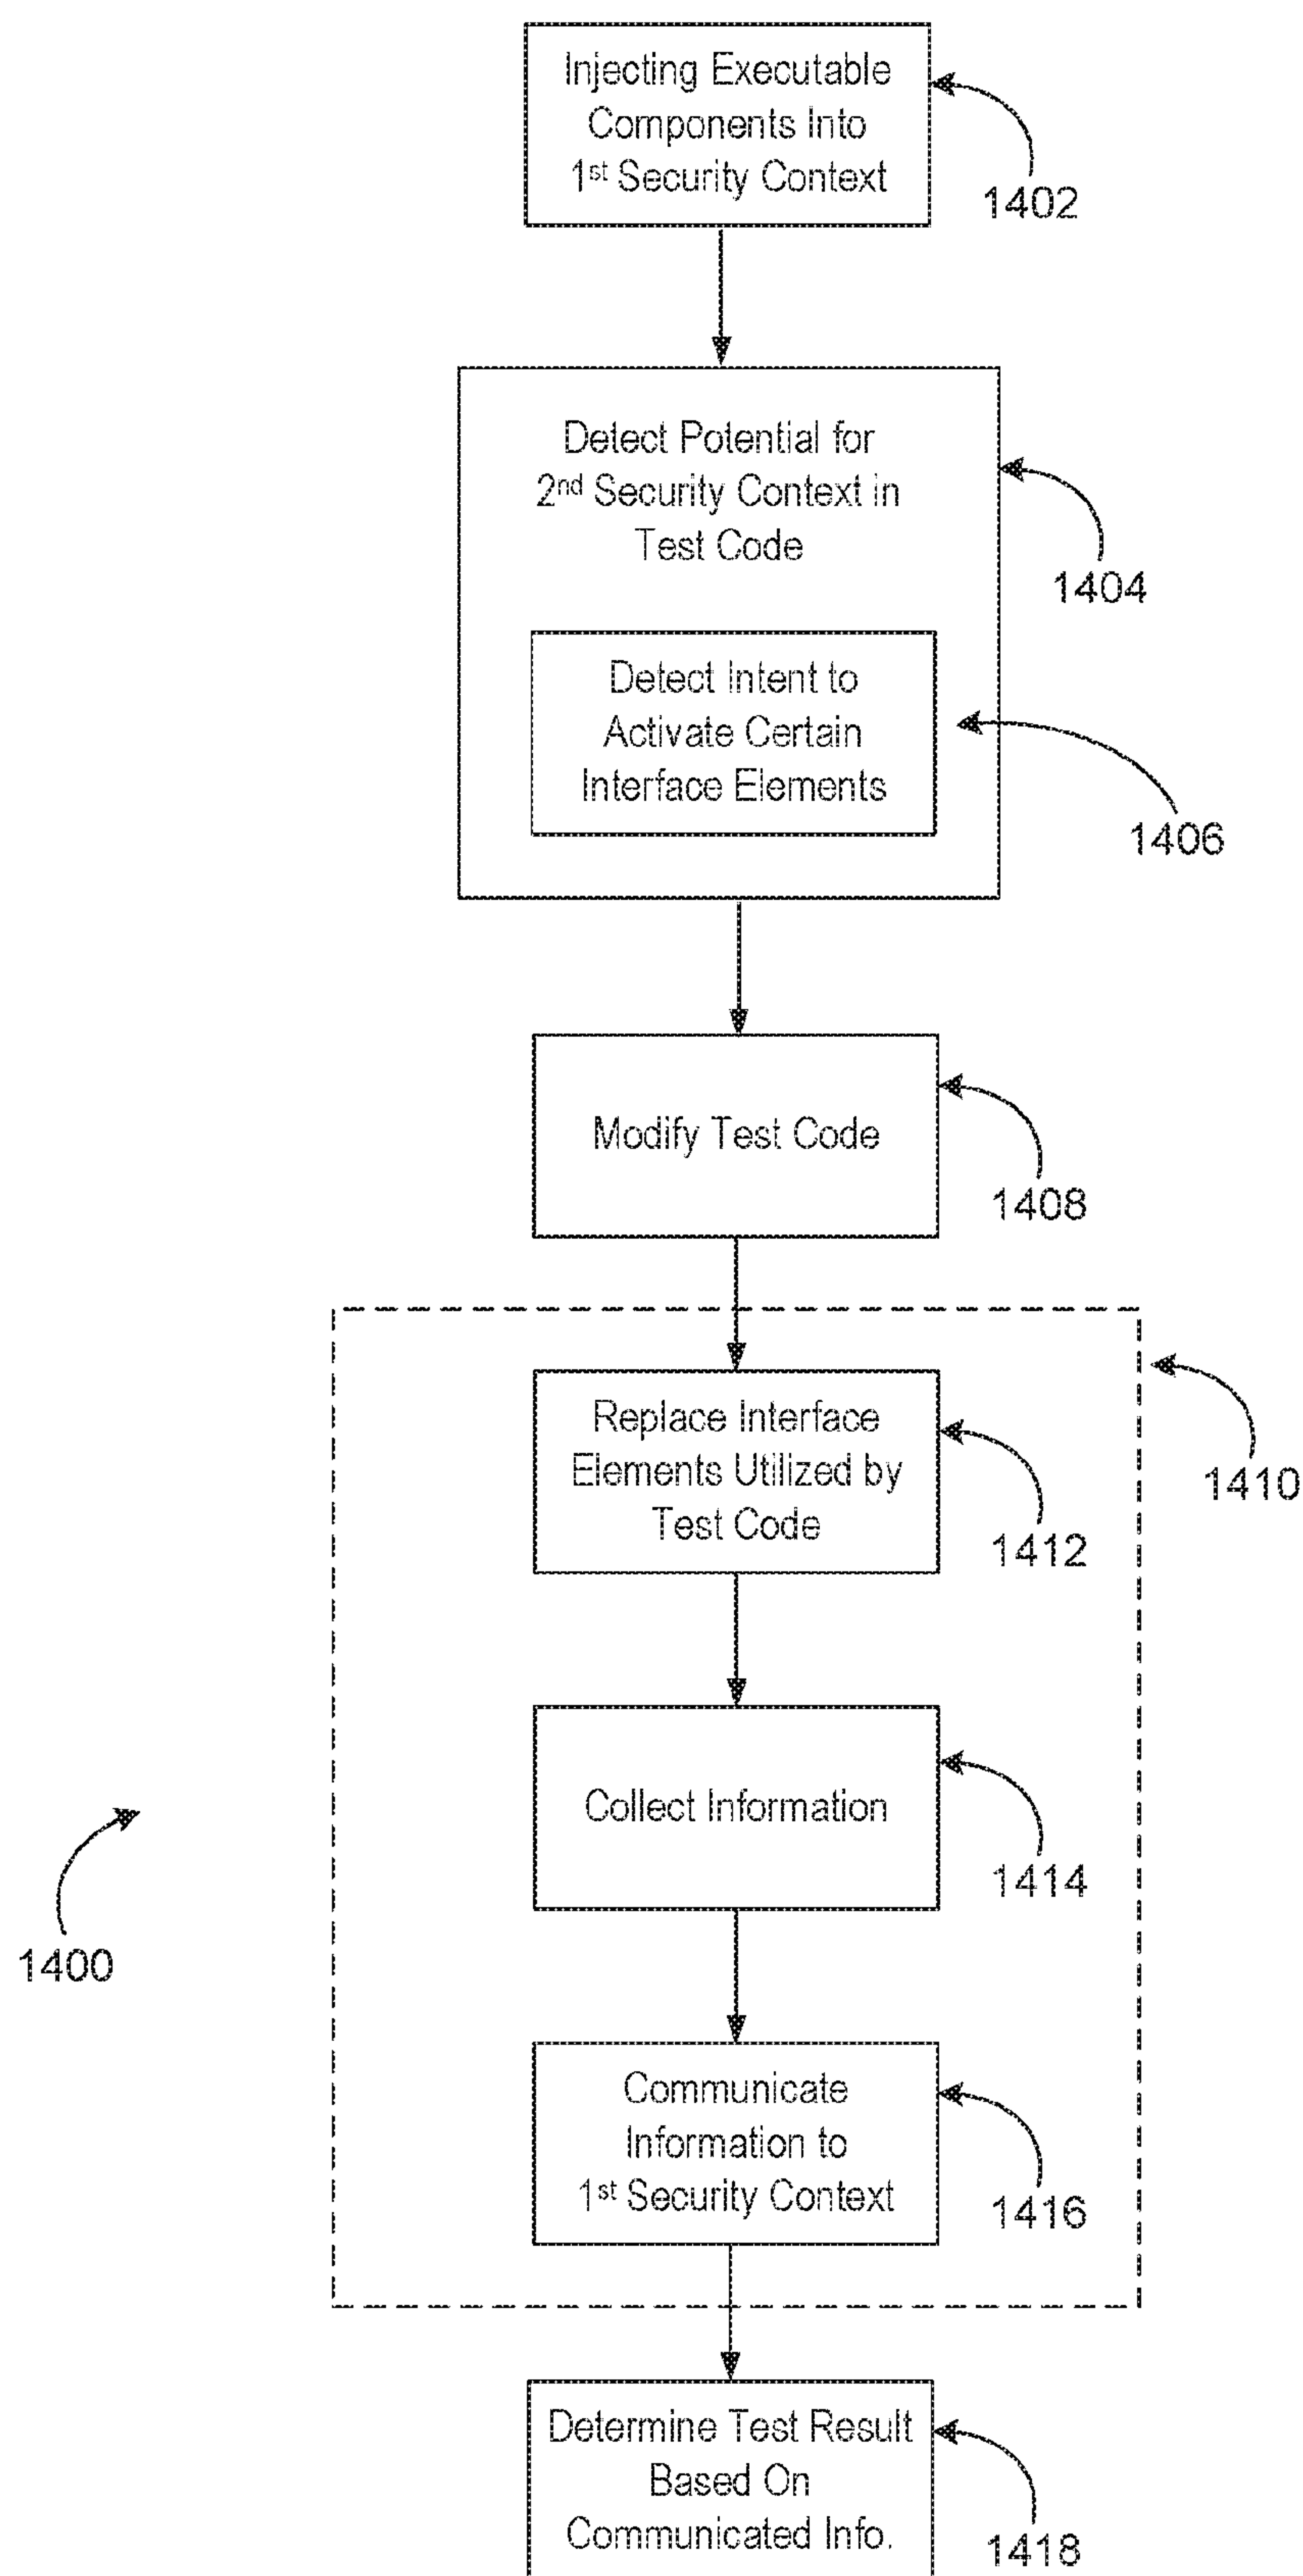 Injecting Executable
Components Into
1st Security Context
1402
Detect Potential for
2nd Security Context in
Test Code
1404
Detect Intent to
Activate Certain
Interface Elements
1406
Modify Test Code
1408
1410
Replace Interface
Elements Utilized by
Test Code
1412
Collect Information
1414
1400
Communicate
Information to
1st Security Context
1416
Determine Test Result
Based On
Communicated Info.
1418